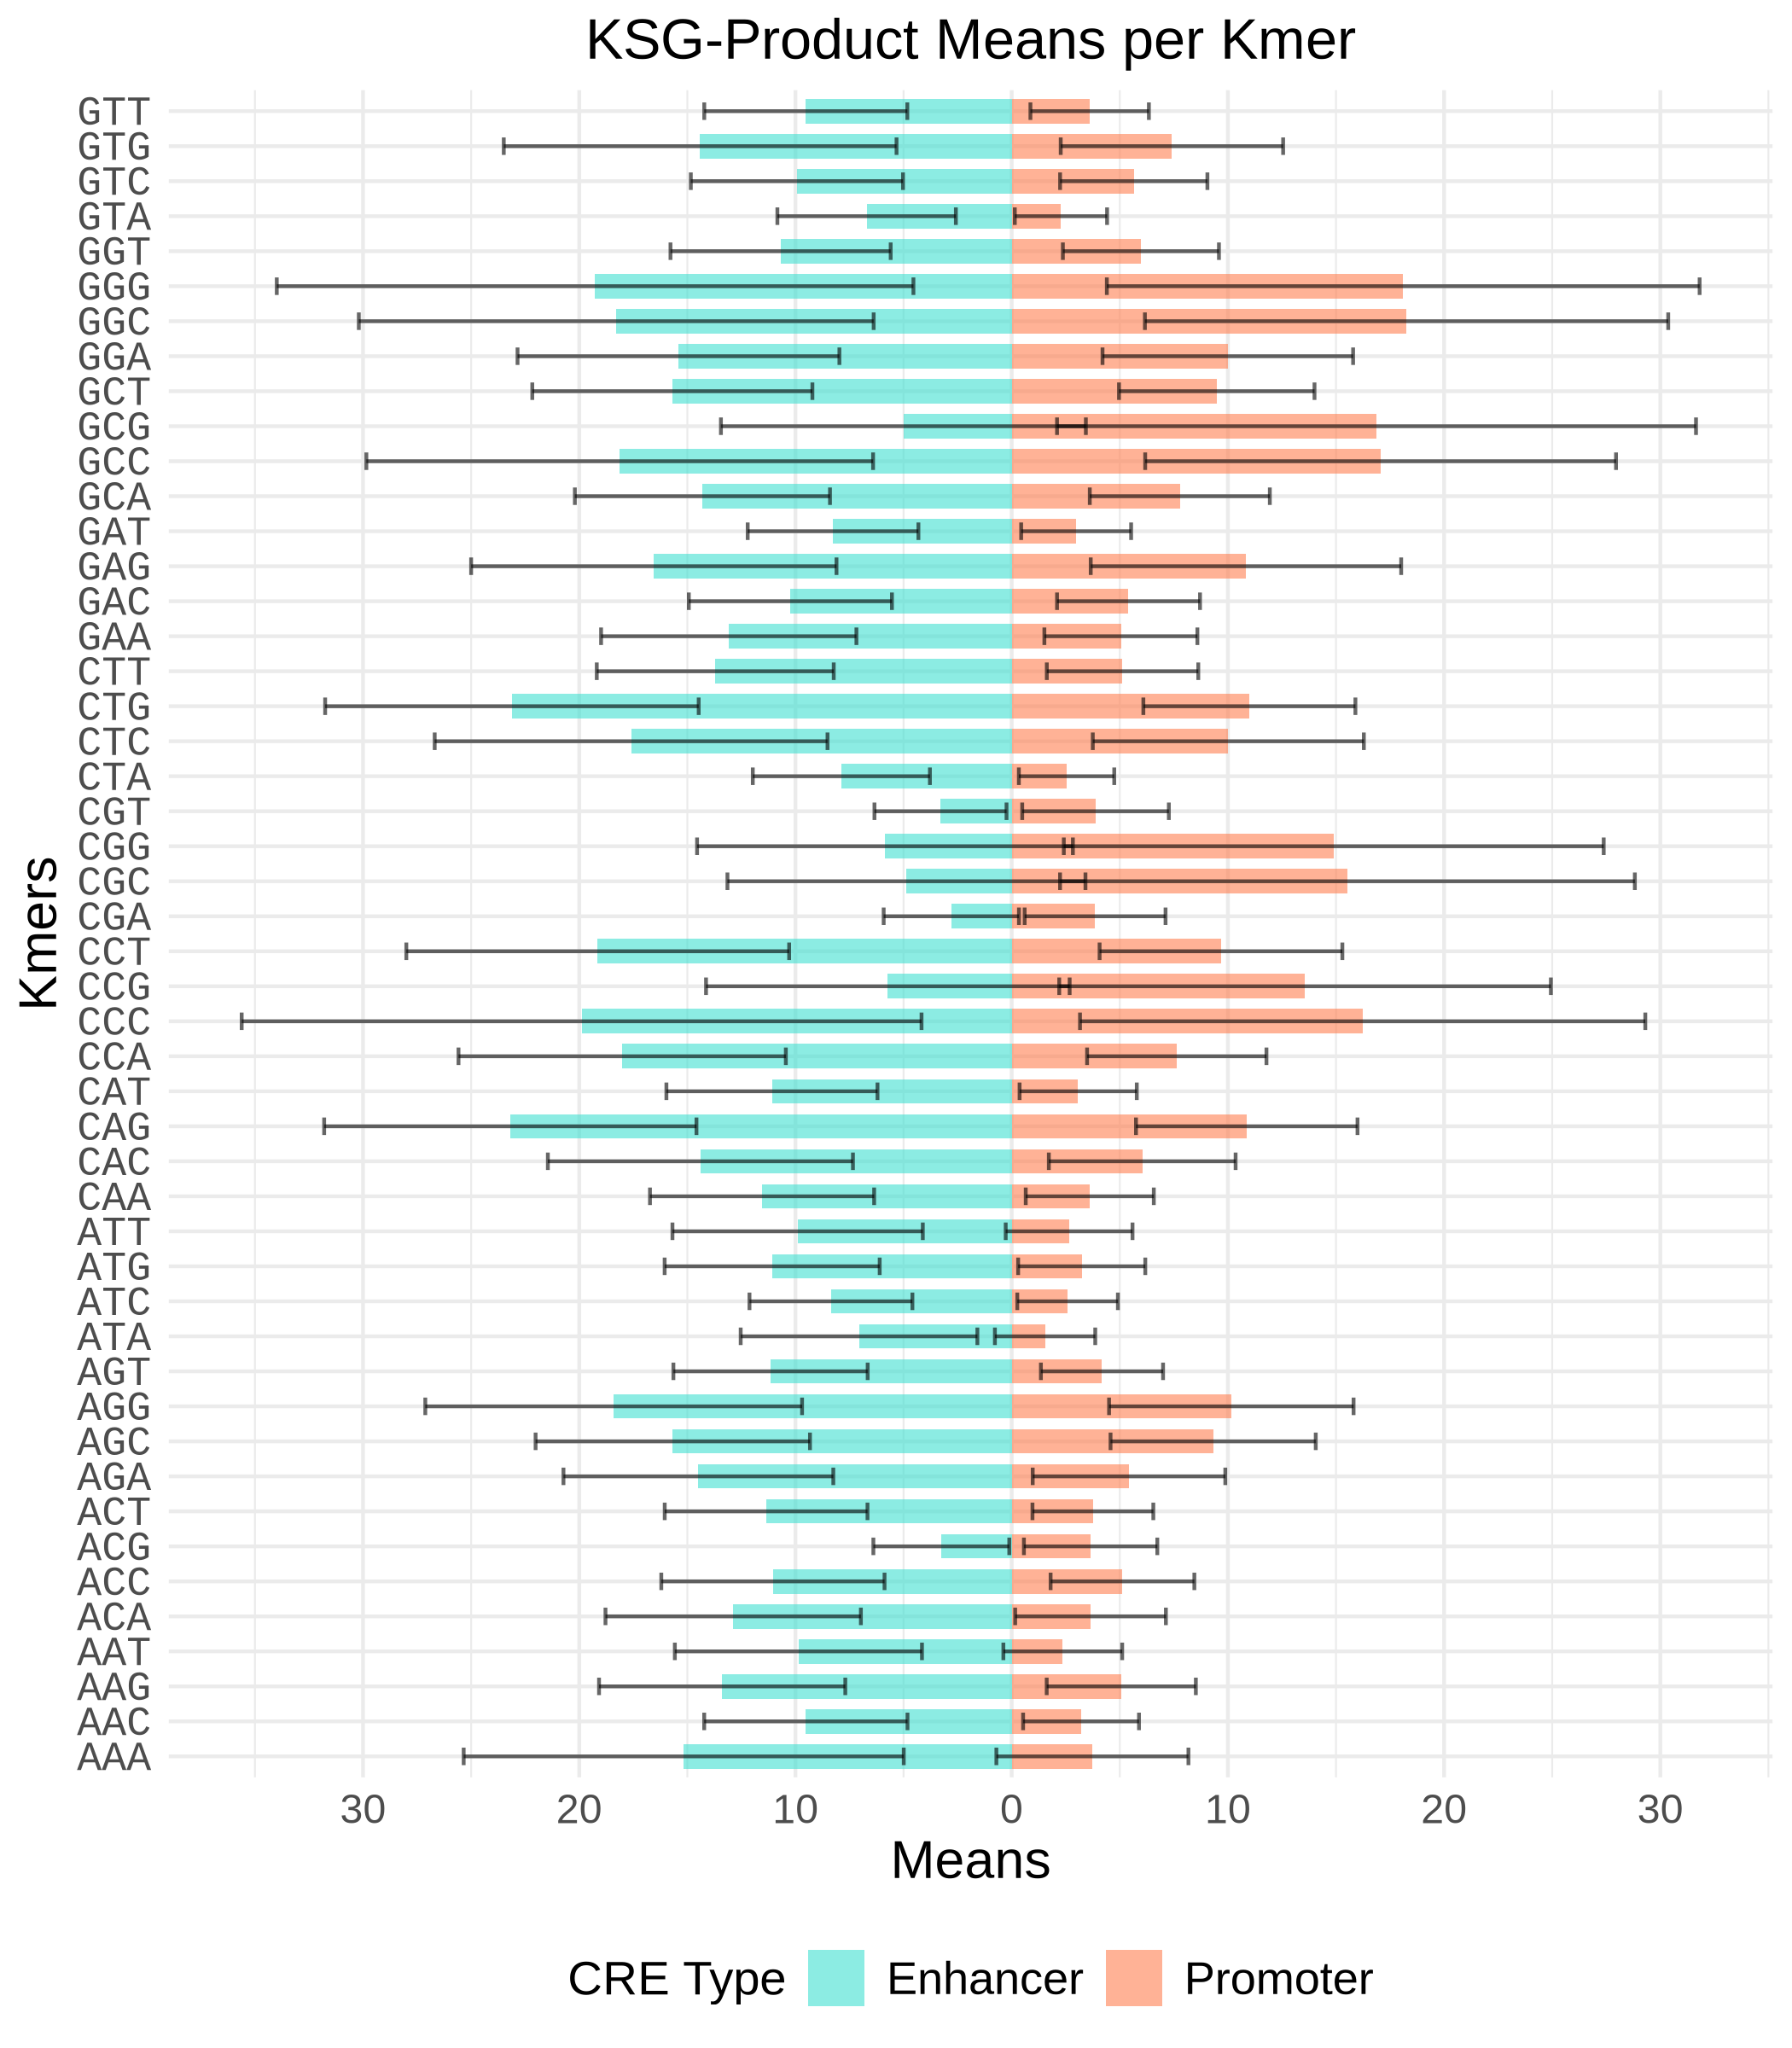 KSG-Product Means per Kmer
GTT
GTG
GTC
GTA
GGT
GGG
GGC
GGA
GCT
GCG
GCC
GCA
GAT
GAG
GAC
GAA
CTT
CTG
CTC
CTA
CGT
CGG
CGC
CGA
CCT
CCG
CCC
CCA
CAT
CAG
CAC
CAA
ATT
ATG
ATC
ATA
AGT
AGG
AGC
AGA
ACT
ACG
ACC
ACA
AAT
AAG
AAC
AAA
Kmers
30 20 10 0 10 20 30
Means
CRE Type Enhancer Promoter